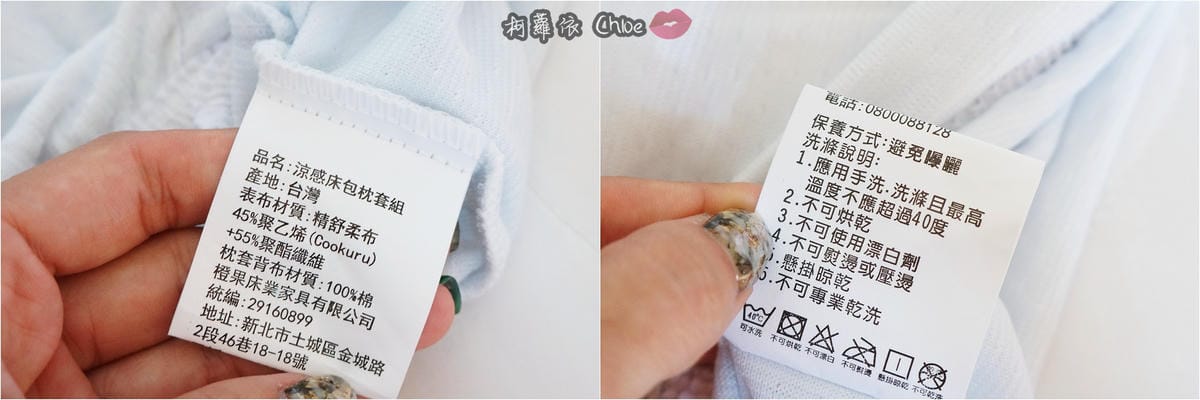 柯蘿依 Chloe
品名:涼感床包枕套組
產地:台灣
表布材質:精舒柔布
45%聚乙烯(Cookuru)
+55%聚酯纖維
枕套背布材質:100%棉
橙果床業家具有限公司
統編:29160899
地址:新北市土城區金城路
2段46巷18-18號
電話:0800088128
保養方式:避免曝曬
洗滌說明:
1.應用手洗.洗滌且最高
溫度不應超過40度
2.不可烘乾
3.不可使用漂白劑
4.不可熨燙或壓燙
5.懸掛晾乾
6.不可專業乾洗
40℃
可水洗 不可烘乾 不可漂白 不可熨燙 懸掛晾乾 不可乾洗